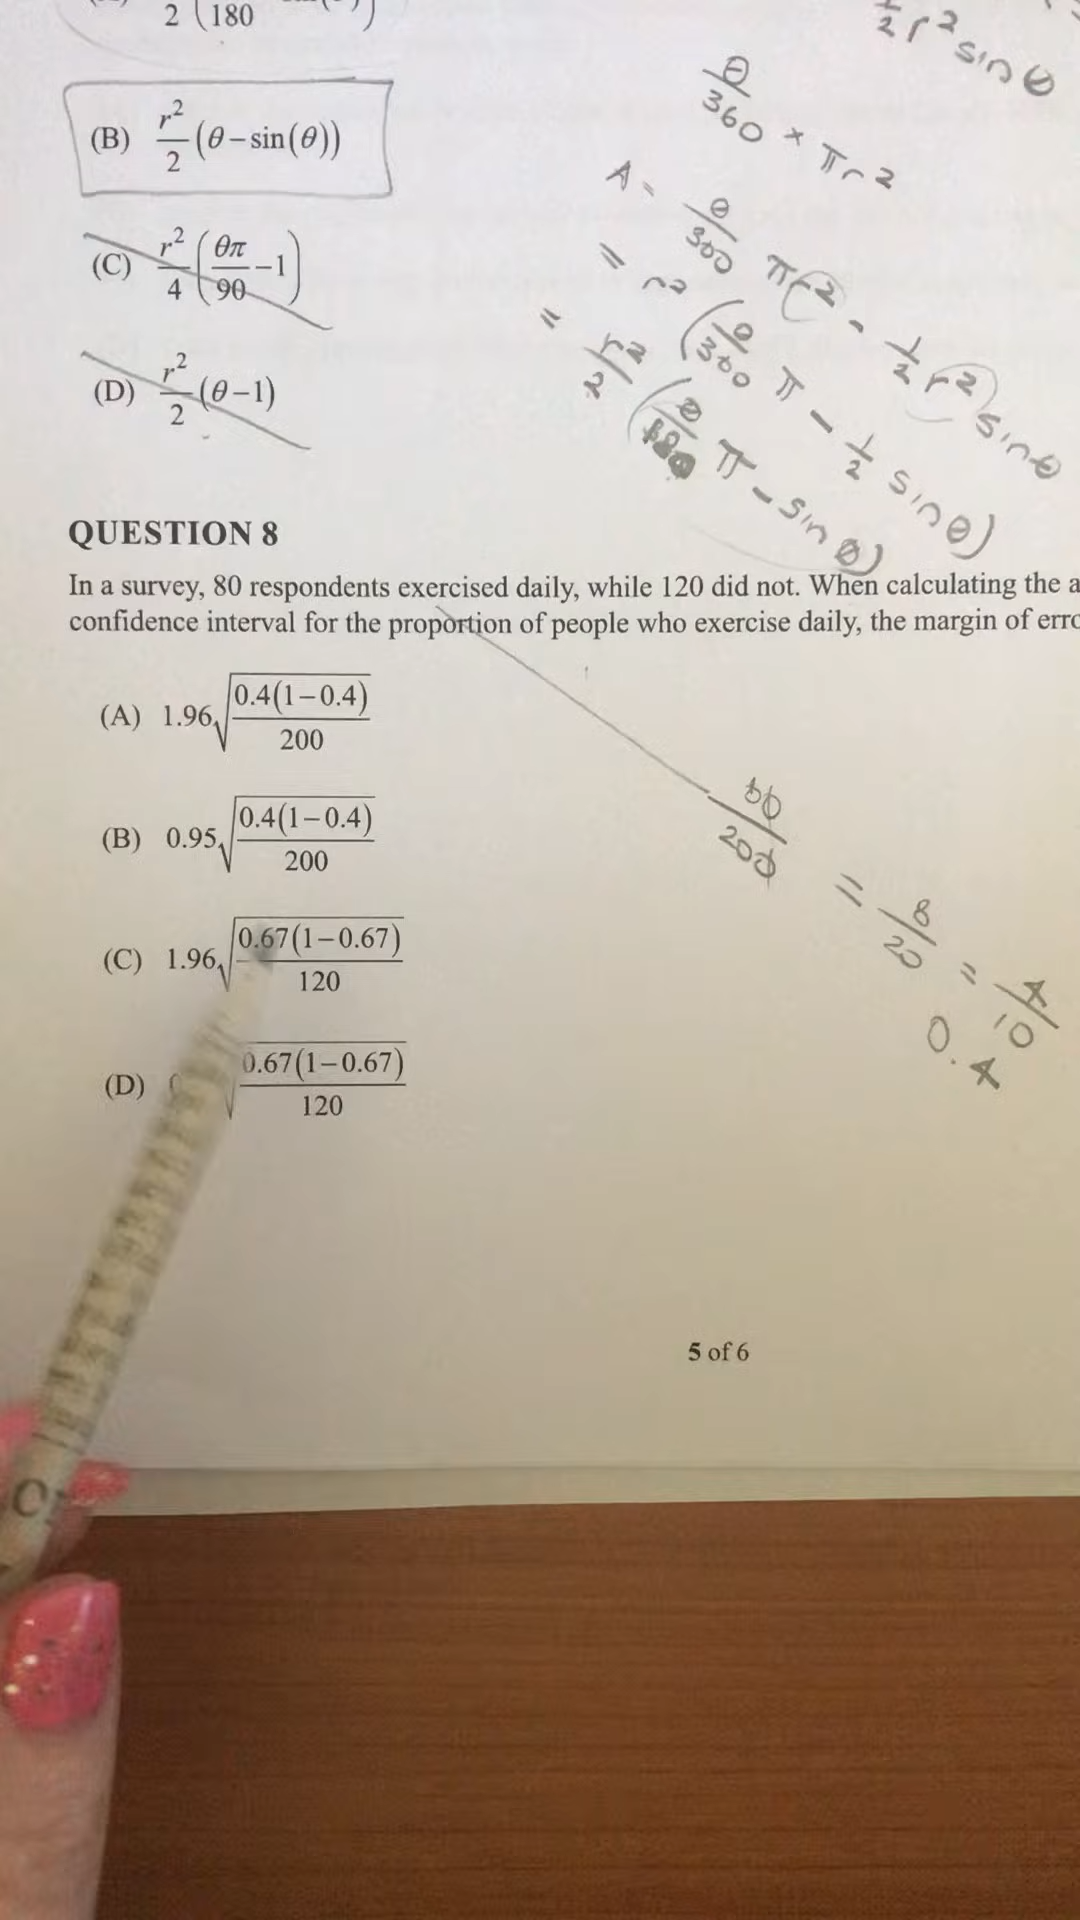 2 (180
1/2 r² sin θ
θ/360 × πr²
(B) r²/2 (θ – sin(θ))
A = θ/360 πr² - 1/2 r² sin θ
(C) r²/4 (θπ/90 – 1)
= r² (θ/360 π - 1/2 sin θ)
(D) r²/2 (θ – 1)
= r²/2 (θ/180 π - sin θ)
QUESTION 8
In a survey, 80 respondents exercised daily, while 120 did not. When calculating the a
confidence interval for the proportion of people who exercise daily, the margin of erro
(A) 1.96√(0.4(1–0.4)/200)
(B) 0.95√(0.4(1–0.4)/200)
80/200 = 8/20 = 4/10
0.4
(C) 1.96√(0.67(1–0.67)/120)
(D) √(0.67(1–0.67)/120)
5 of 6